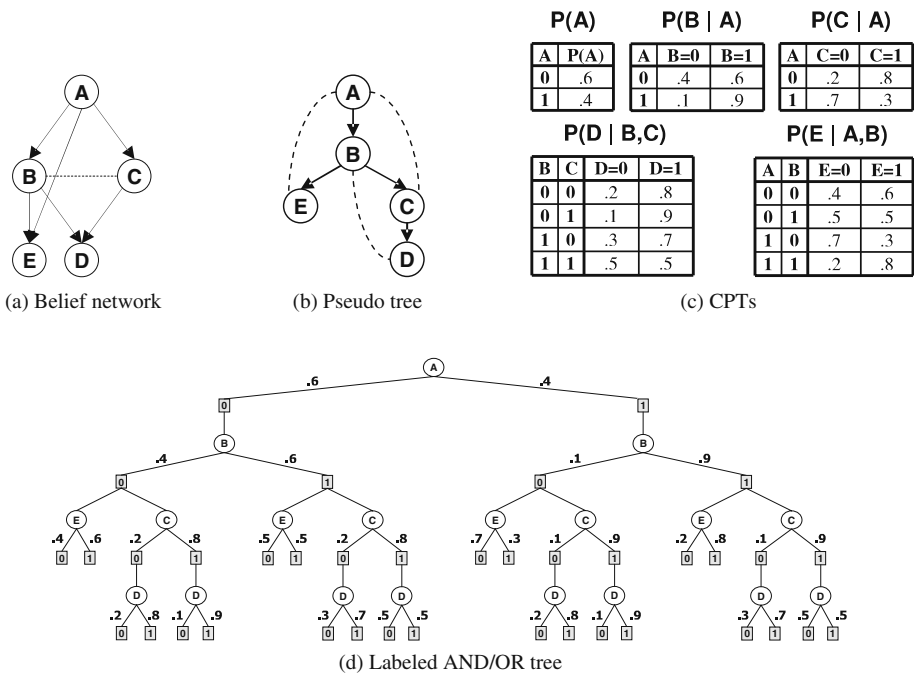 P(A) P(B | A) P(C | A)
A P(A) A B=0 B=1 A C=0 C=1
0 .6 0 .4 .6 0 .2 .8
1 .4 1 .1 .9 1 .7 .3
P(D | B,C) P(E | A,B)
B C D=0 D=1
0 0 .2 .8
0 1 .1 .9
1 0 .3 .7
1 1 .5 .5
A B E=0 E=1
0 0 .4 .6
0 1 .5 .5
1 0 .7 .3
1 1 .2 .8
A
B C
E D
A
B
E C
D
(a) Belief network (b) Pseudo tree (c) CPTs
A
.6 .4
0 1
B B
.4 .6 .1 .9
0 1 0 1
E C E C E C E C
.4 .6 .2 .8 .5 .5 .2 .8 .7 .3 .1 .9 .2 .8 .1 .9
0 1 0 1 0 1 0 1 0 1 0 1 0 1 0 1
D D D D D D D D
.2 .8 .1 .9 .3 .7 .5 .5 .2 .8 .1 .9 .3 .7 .5 .5
0 1 0 1 0 1 0 1 0 1 0 1 0 1 0 1
(d) Labeled AND/OR tree